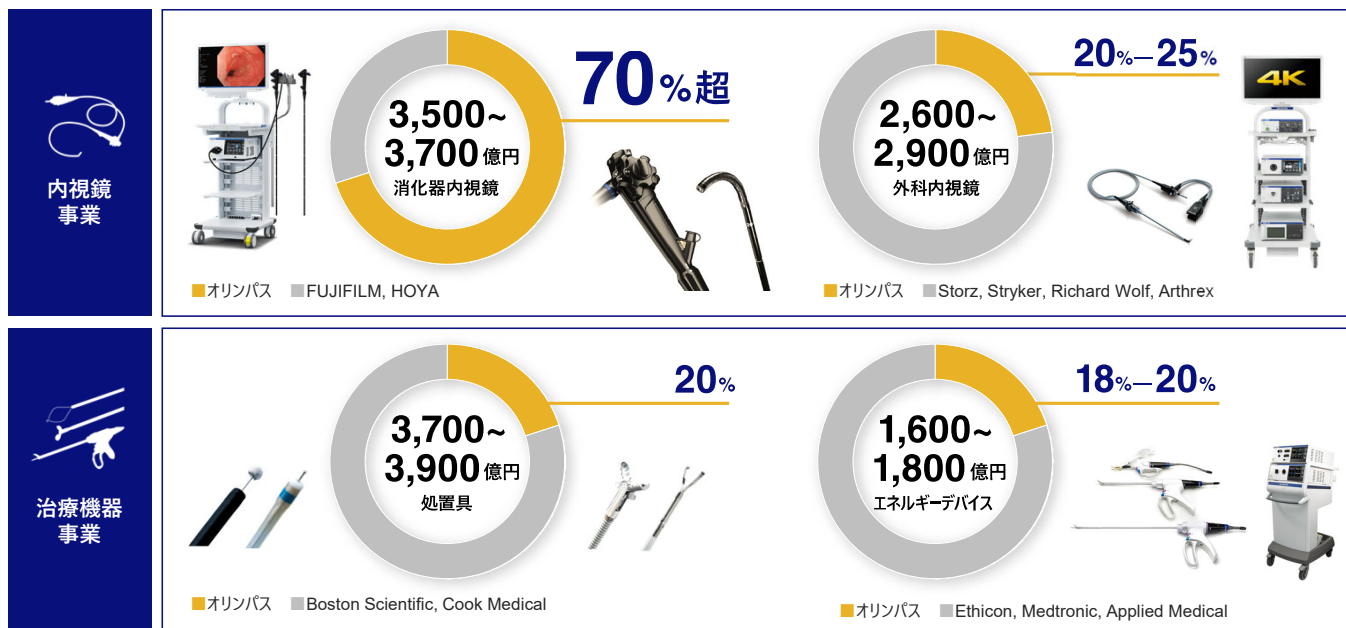 内視鏡
事業
3,500~
3,700億円
消化器内視鏡
70%超
■オリンパス ■FUJIFILM, HOYA
2,600~
2,900億円
外科内視鏡
20%—25%
4K
■オリンパス ■Storz, Stryker, Richard Wolf, Arthrex
治療機器
事業
3,700~
3,900億円
処置具
20%
■オリンパス ■Boston Scientific, Cook Medical
1,600~
1,800億円
エネルギーデバイス
18%—20%
■オリンパス ■Ethicon, Medtronic, Applied Medical